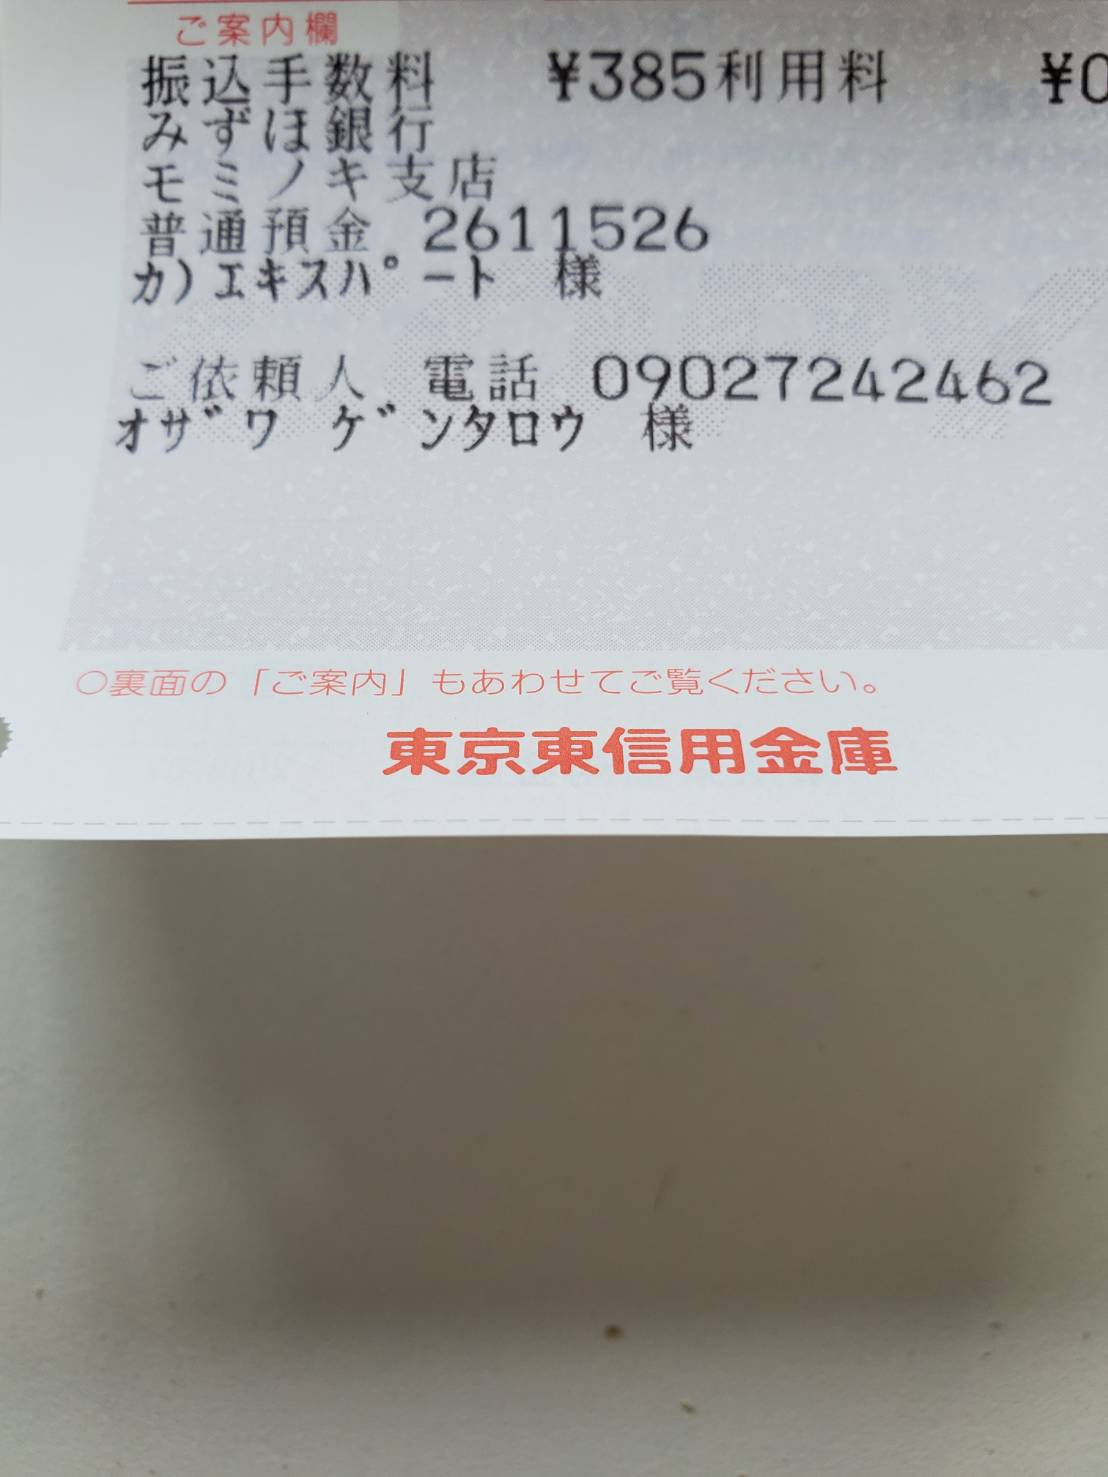 ご案内欄
振込手数料 ¥385利用料 ¥0
みずほ銀行
モミノキ支店
普通預金 2611526
カ)エキスパート 様
ご依頼人 電話 09027242462
オザワ ゲンタロウ 様
○裏面の「ご案内」もあわせてご覧ください。
東京東信用金庫